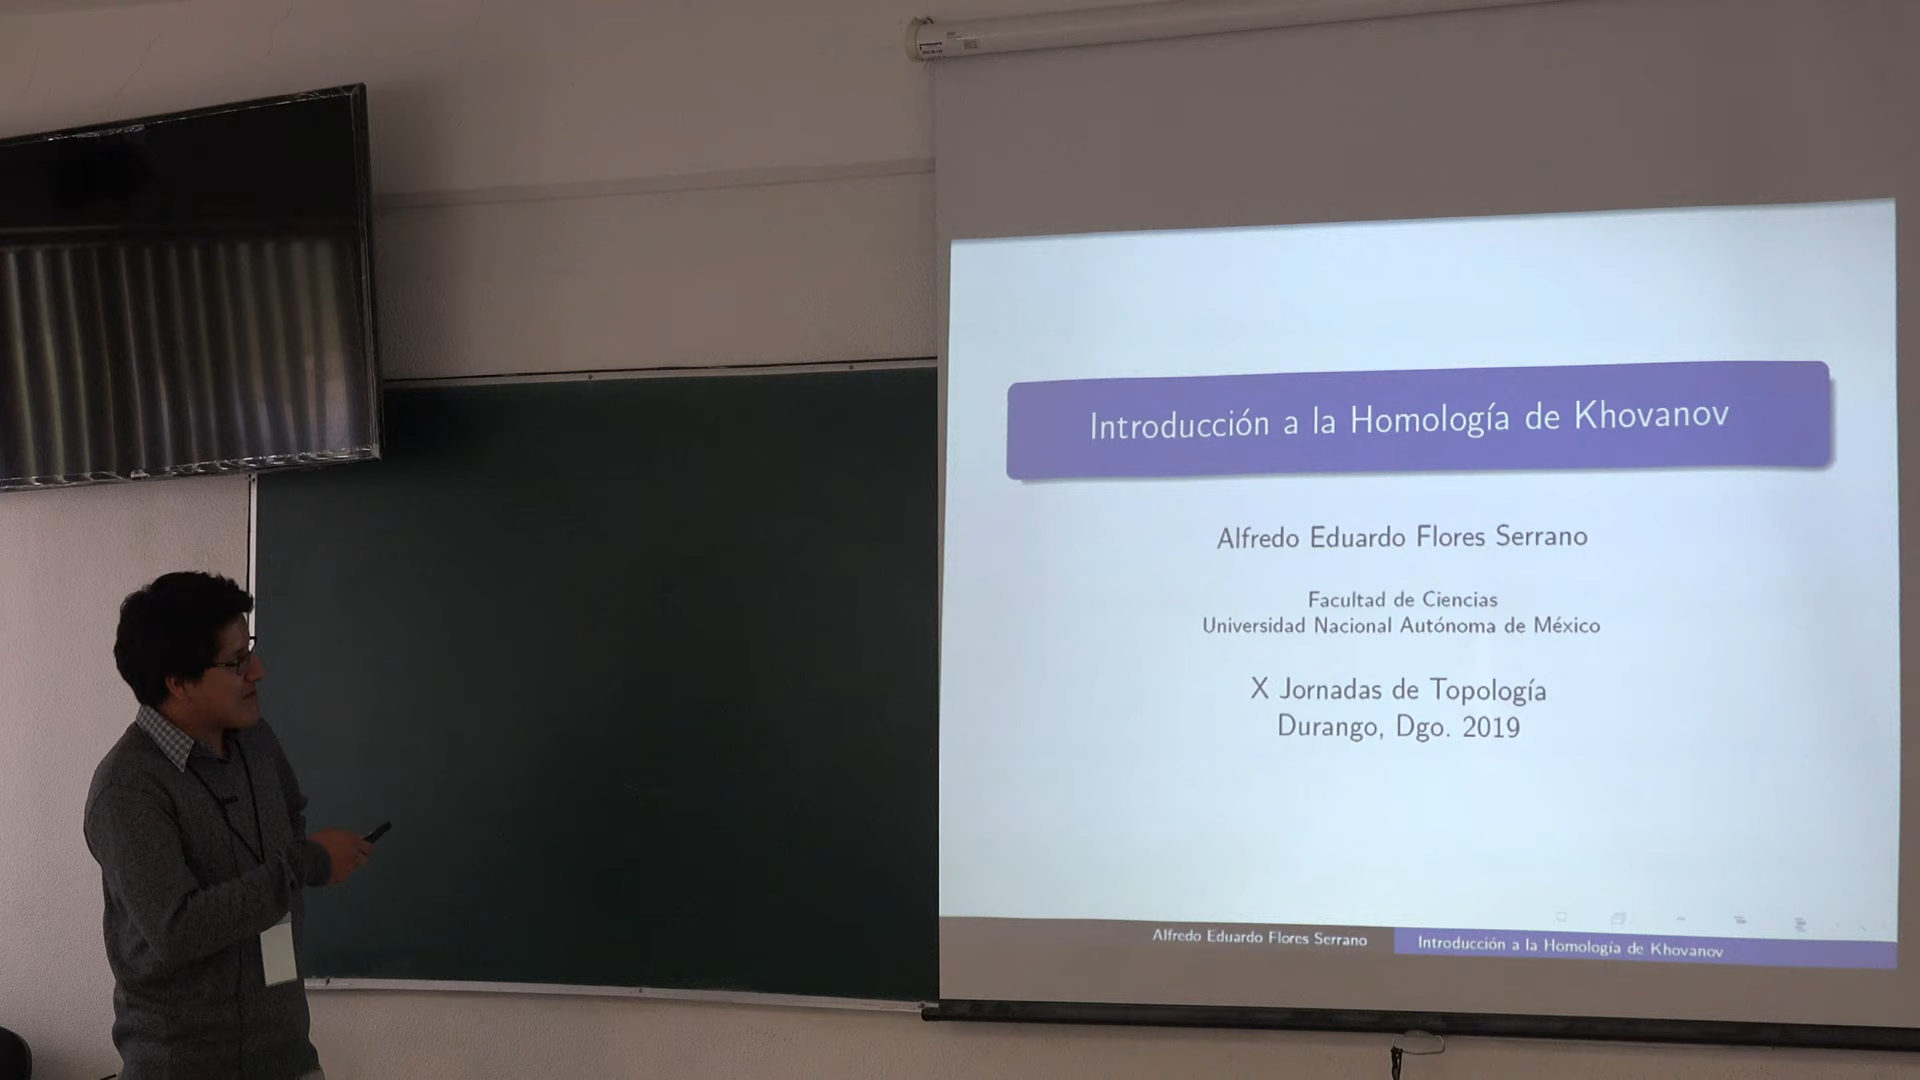 Introducción a la Homología de Khovanov
Alfredo Eduardo Flores Serrano
Facultad de Ciencias
Universidad Nacional Autónoma de México
X Jornadas de Topología
Durango, Dgo. 2019
Alfredo Eduardo Flores Serrano
Introducción a la Homología de Khovanov